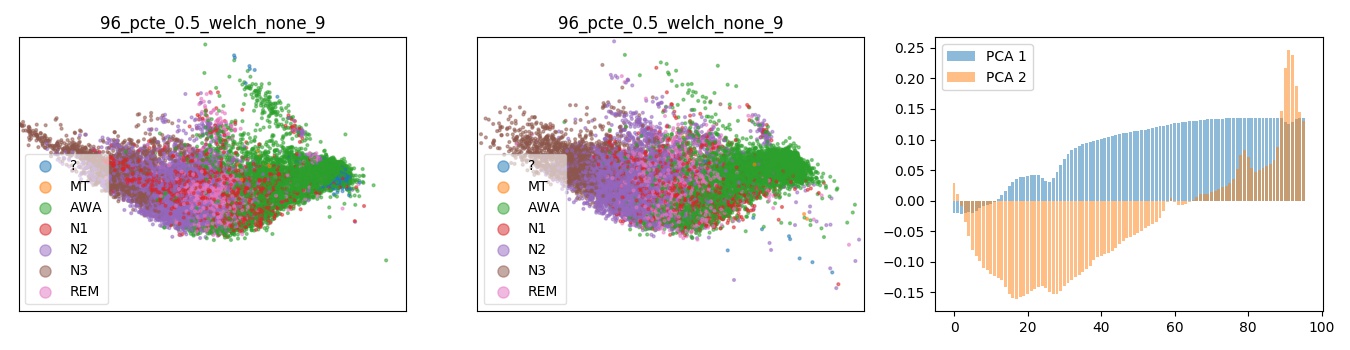 96_pcte_0.5_welch_none_9
?
MT
AWA
N1
N2
N3
REM
96_pcte_0.5_welch_none_9
?
MT
AWA
N1
N2
N3
REM
PCA 1
PCA 2
0.25
0.20
0.15
0.10
0.05
0.00
−0.05
−0.10
−0.15
0 20 40 60 80 100